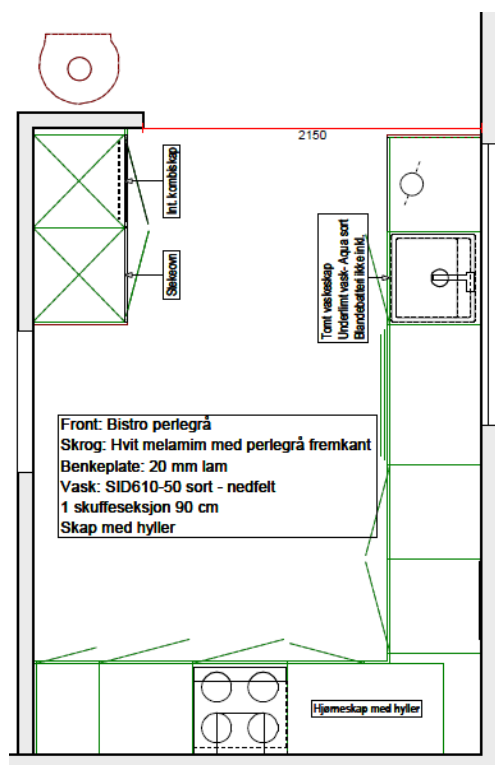 2150
Int. kombiskap
Stekeovn
Tomt vaskeskap
Underlimt vask- Aqua sort
Blandebatteri ikke inkl.
Front: Bistro perlegrå
Skrog: Hvit melamim med perlegrå fremkant
Benkeplate: 20 mm lam
Vask: SID610-50 sort - nedfelt
1 skuffeseksjon 90 cm
Skap med hyller
Hjørneskap med hyller